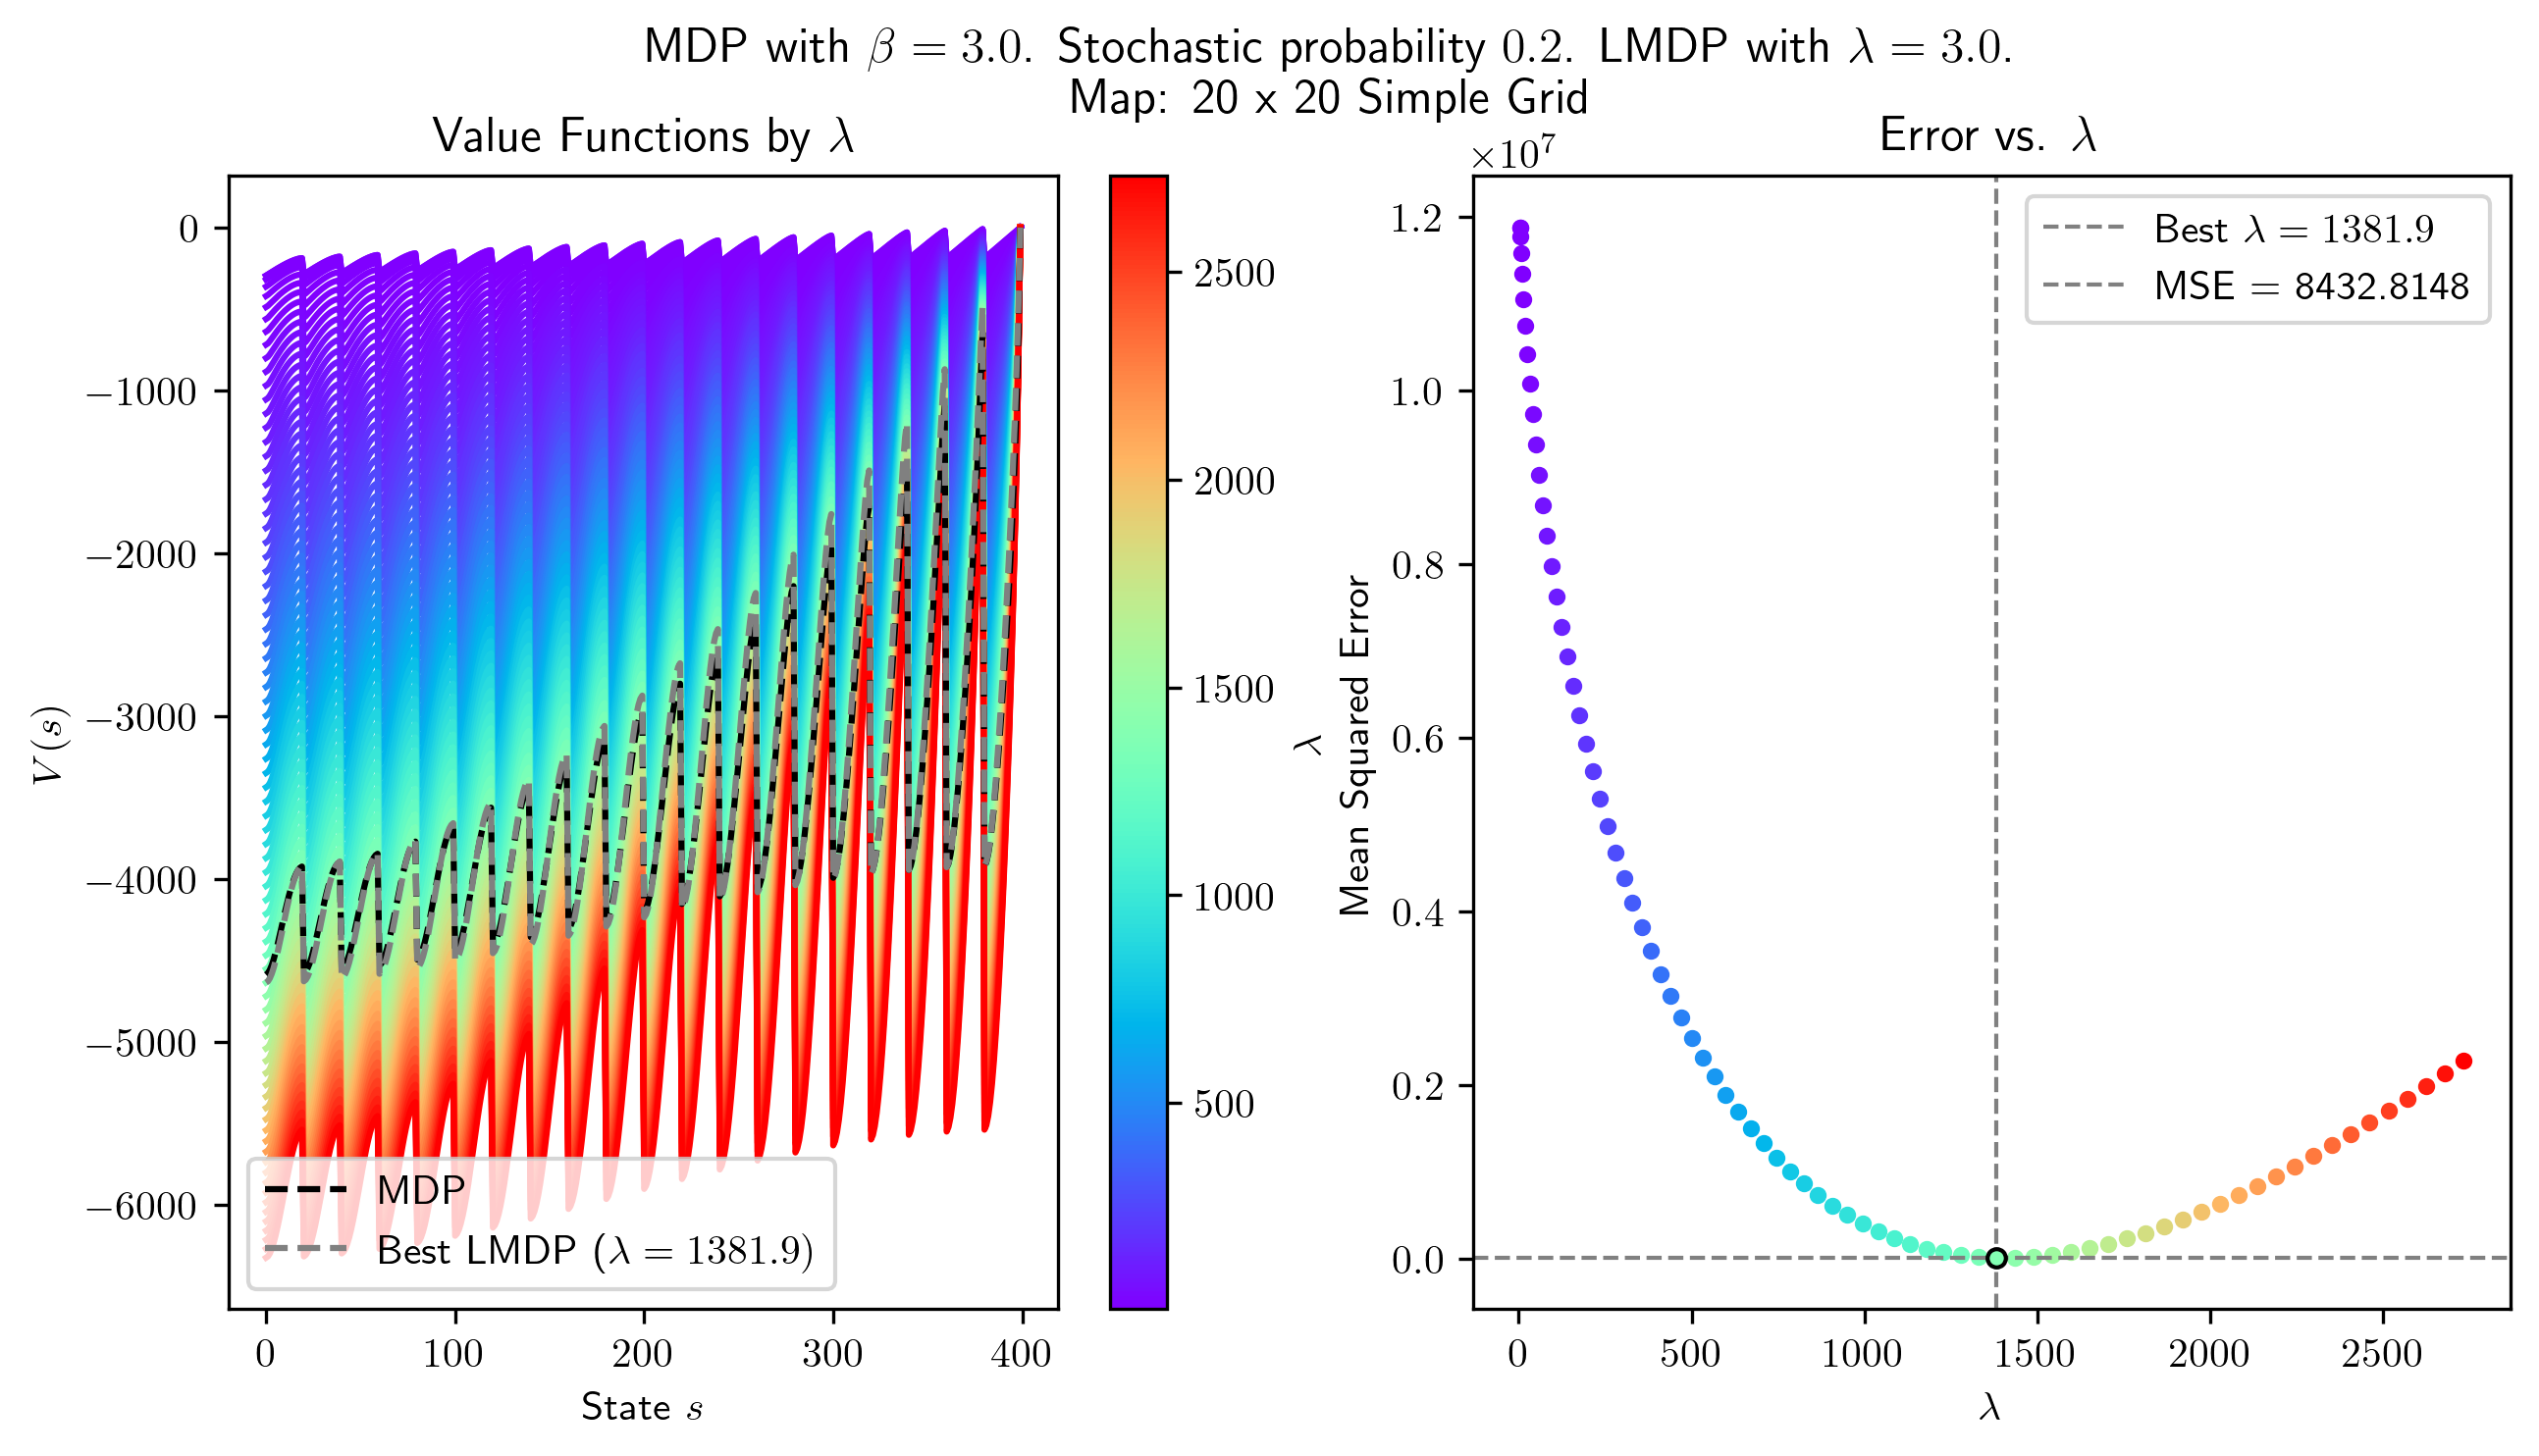 MDP with β = 3.0. Stochastic probability 0.2. LMDP with λ = 3.0.
Map: 20 x 20 Simple Grid
Value Functions by λ
V(s)
0
−1000
−2000
−3000
−4000
−5000
−6000
MDP
Best LMDP (λ = 1381.9)
0 100 200 300 400
State s
2500
2000
1500
1000
500
λ
Error vs. λ
×10⁷
Mean Squared Error
1.2
1.0
0.8
0.6
0.4
0.2
0.0
Best λ = 1381.9
MSE = 8432.8148
0 500 1000 1500 2000 2500
λ